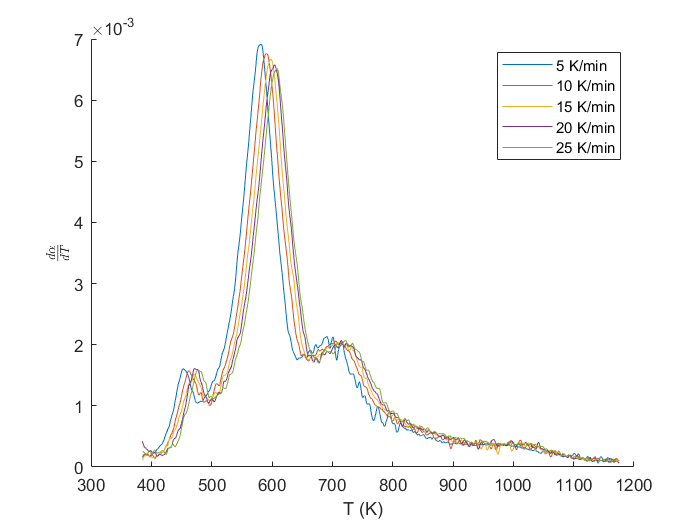 ×10-3
7
6
5
4
3
2
1
0
dα
dT
300 400 500 600 700 800 900 1000 1100 1200
T (K)
5 K/min
10 K/min
15 K/min
20 K/min
25 K/min